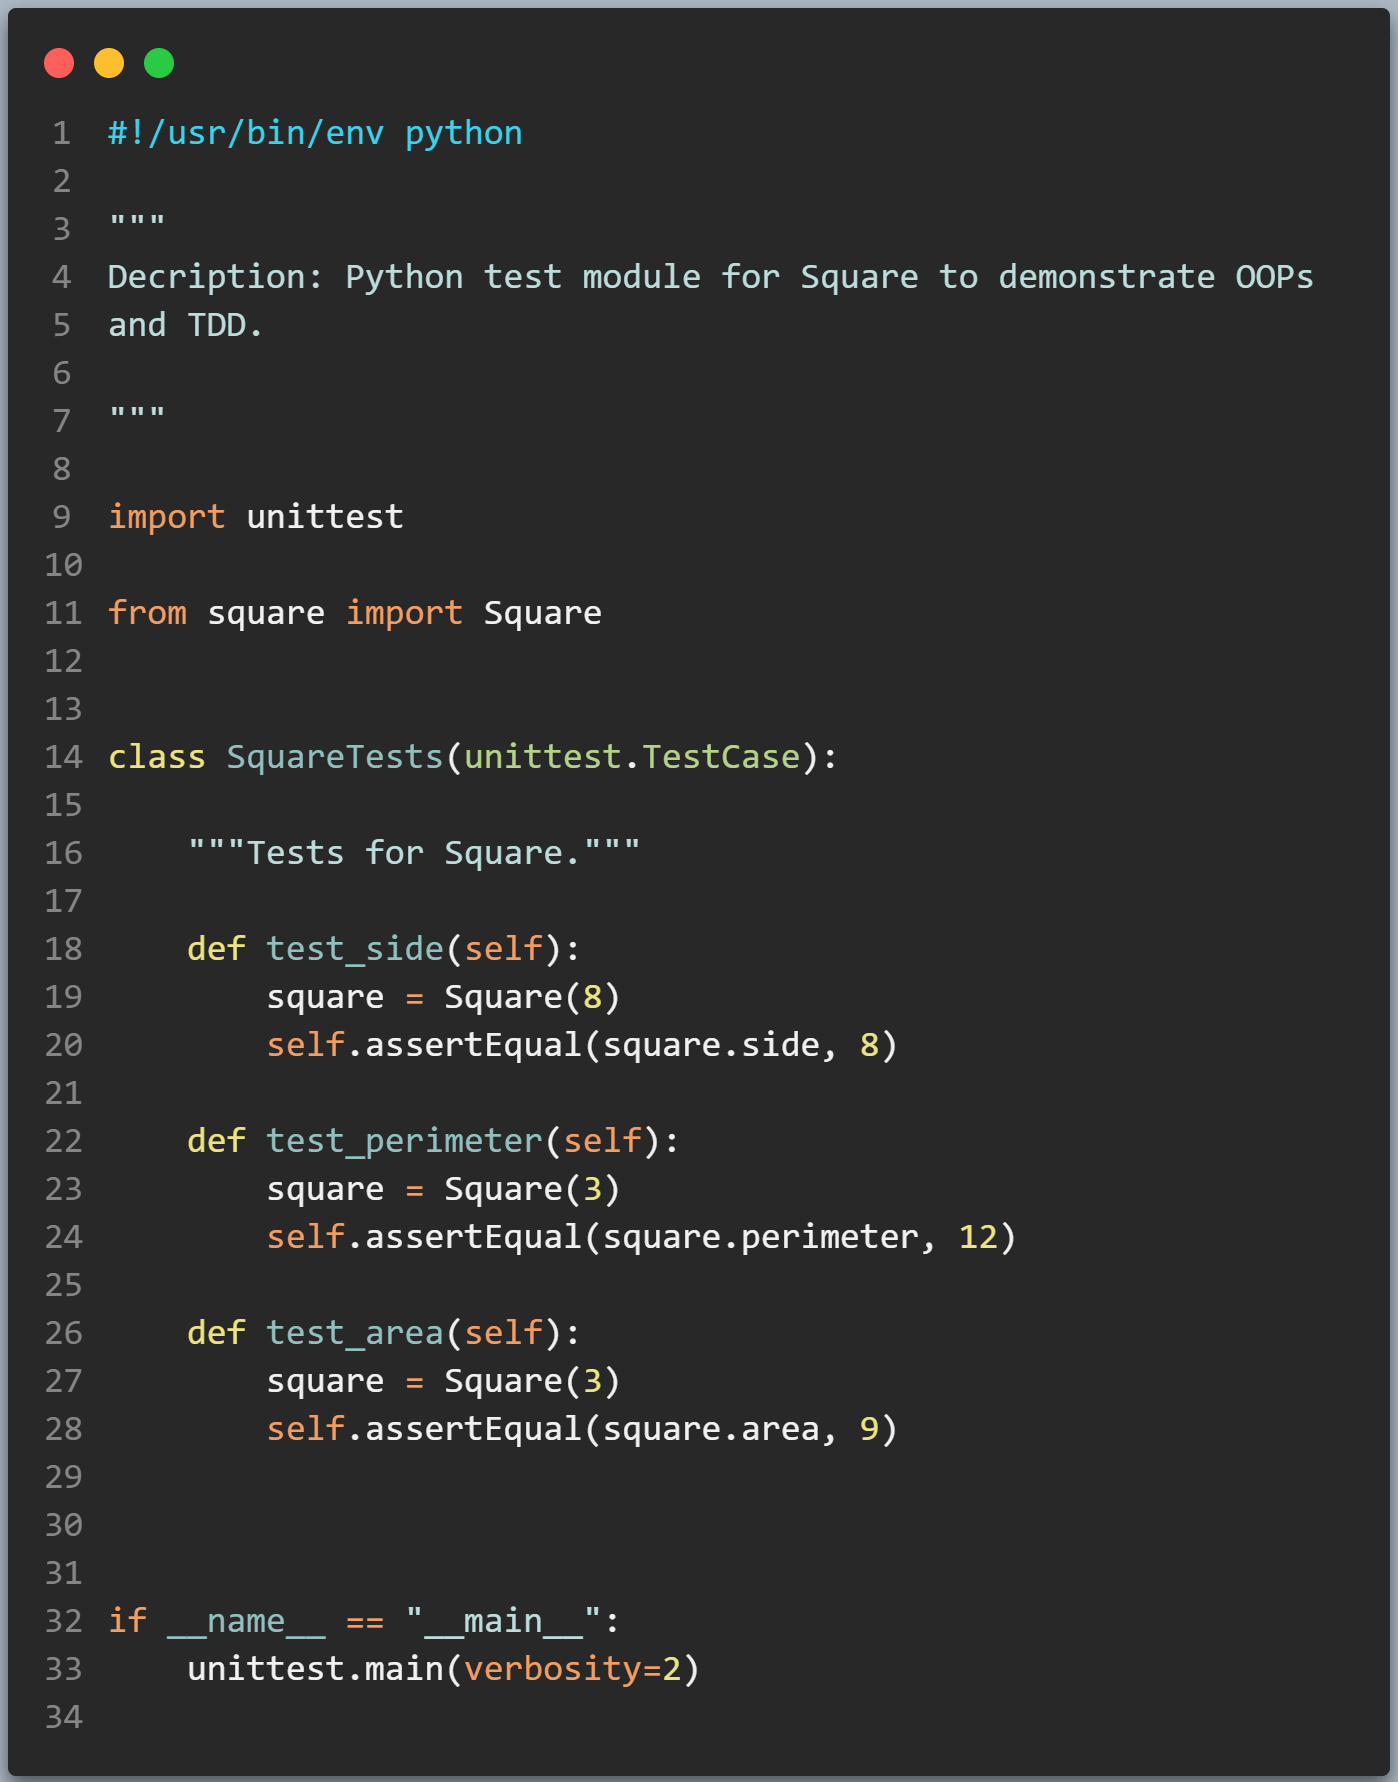 1 #!/usr/bin/env python
2
3 """
4 Decription: Python test module for Square to demonstrate OOPs
5 and TDD.
6
7 """
8
9 import unittest
10
11 from square import Square
12
13
14 class SquareTests(unittest.TestCase):
15
16     """Tests for Square."""
17
18     def test_side(self):
19         square = Square(8)
20         self.assertEqual(square.side, 8)
21
22     def test_perimeter(self):
23         square = Square(3)
24         self.assertEqual(square.perimeter, 12)
25
26     def test_area(self):
27         square = Square(3)
28         self.assertEqual(square.area, 9)
29
30
31
32 if __name__ == "__main__":
33     unittest.main(verbosity=2)
34